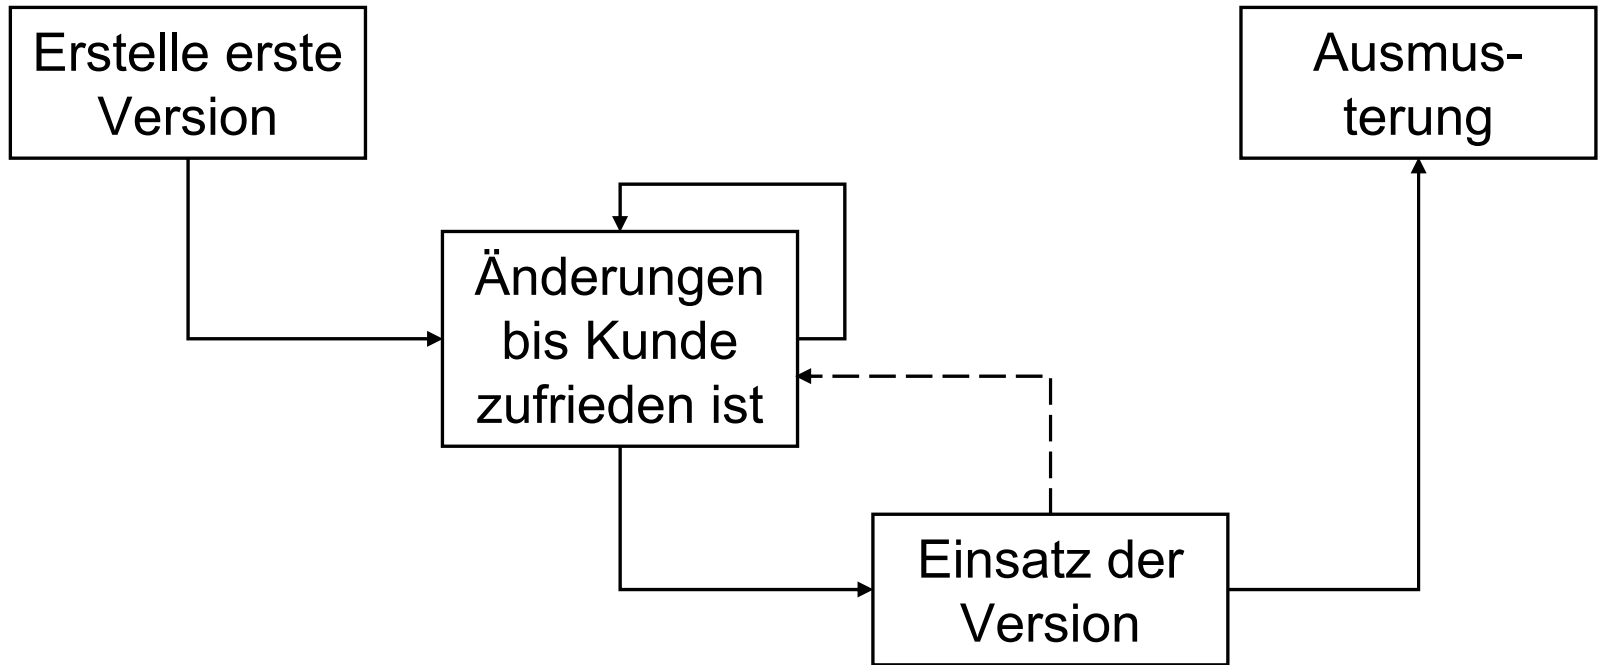 Erstelle erste
Version
Ausmus-
terung
Änderungen
bis Kunde
zufrieden ist
Einsatz der
Version